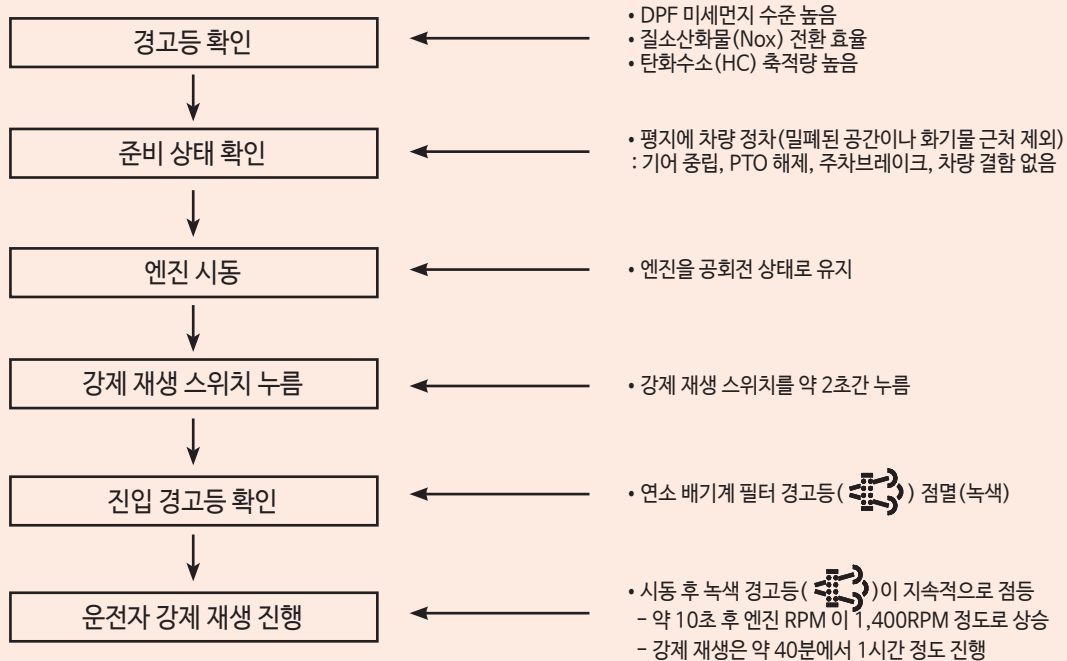 경고등 확인
• DPF 미세먼지 수준 높음
• 질소산화물(Nox) 전환 효율
• 탄화수소(HC) 축적량 높음
준비 상태 확인
• 평지에 차량 정차(밀폐된 공간이나 화기물 근처 제외)
: 기어 중립, PTO 해제, 주차브레이크, 차량 결함 없음
엔진 시동
• 엔진을 공회전 상태로 유지
강제 재생 스위치 누름
• 강제 재생 스위치를 약 2초간 누름
진입 경고등 확인
• 연소 배기계 필터 경고등( ) 점멸(녹색)
운전자 강제 재생 진행
• 시동 후 녹색 경고등( )이 지속적으로 점등
- 약 10초 후 엔진 RPM 이 1,400RPM 정도로 상승
- 강제 재생은 약 40분에서 1시간 정도 진행